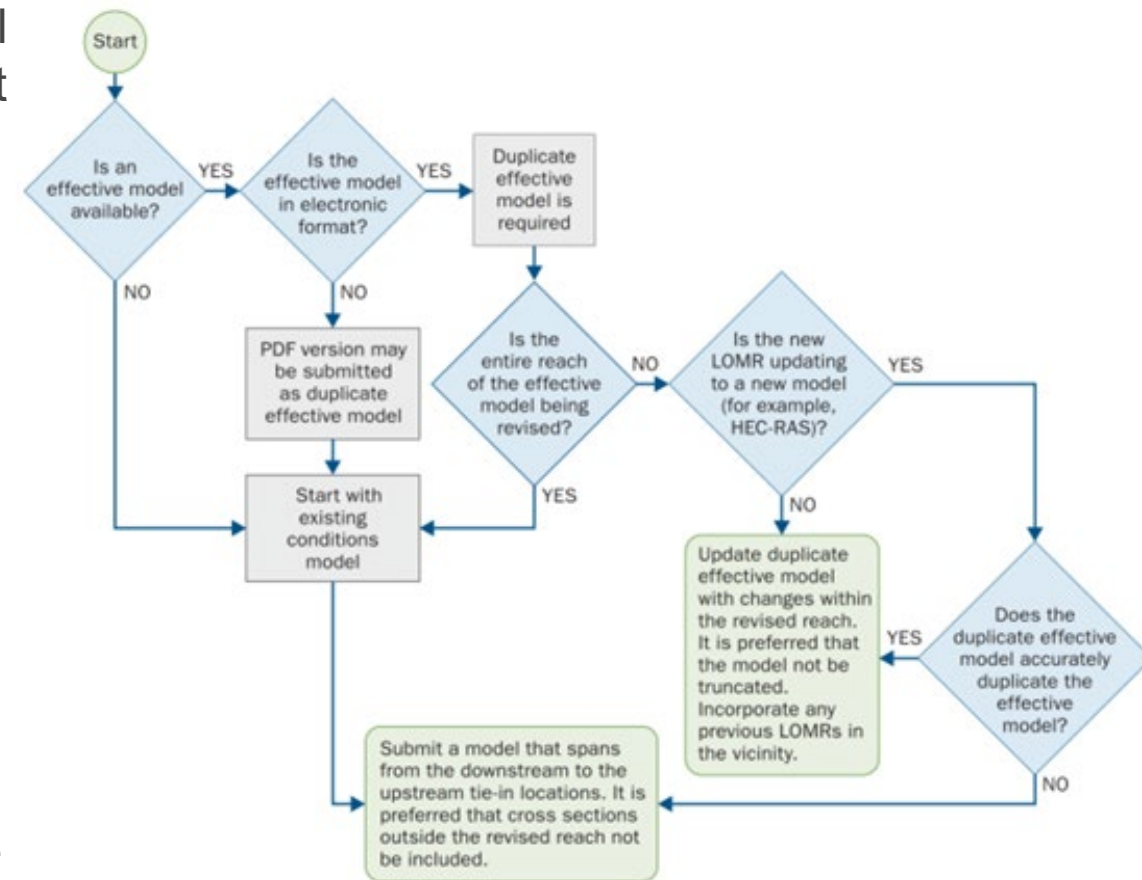 Start
Is an
effective model
available?
YES
Is the
effective model
in electronic
format?
YES
Duplicate
effective
model is
required
NO
NO
PDF version may
be submitted
as duplicate
effective model
Is the
entire reach
of the effective
model being
revised?
NO
Is the new
LOMR updating
to a new model
(for example,
HEC-RAS)?
YES
YES
Start with
existing
conditions
model
NO
Update duplicate
effective model
with changes within
the revised reach.
It is preferred that
the model not be
truncated.
Incorporate any
previous LOMRs in
the vicinity.
YES
Does the
duplicate effective
model accurately
duplicate the
effective
model?
NO
Submit a model that spans
from the downstream to the
upstream tie-in locations. It is
preferred that cross sections
outside the revised reach not
be included.